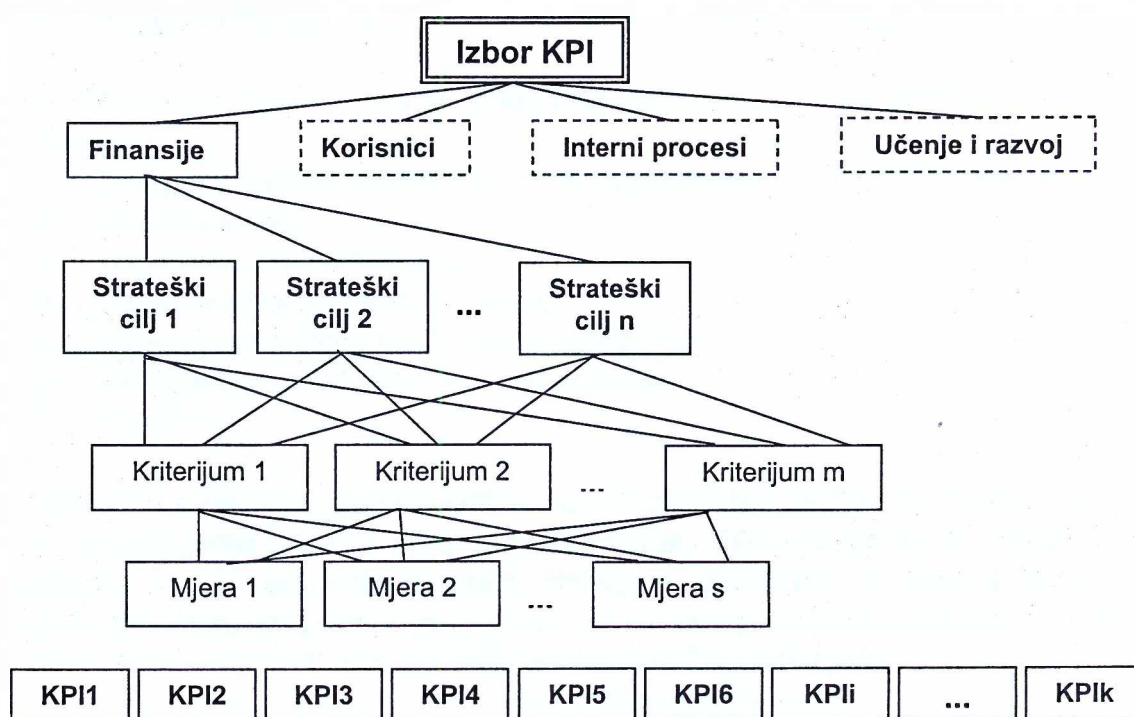 Izbor KPI
Finansije
Korisnici
Interni procesi
Učenje i razvoj
Strateški
cilj 1
Strateški
cilj 2
...
Strateški
cilj n
Kriterijum 1
Kriterijum 2
...
Kriterijum m
Mjera 1
Mjera 2
...
Mjera s
KPI1
KPI2
KPI3
KPI4
KPI5
KPI6
KPIi
...
KPIk